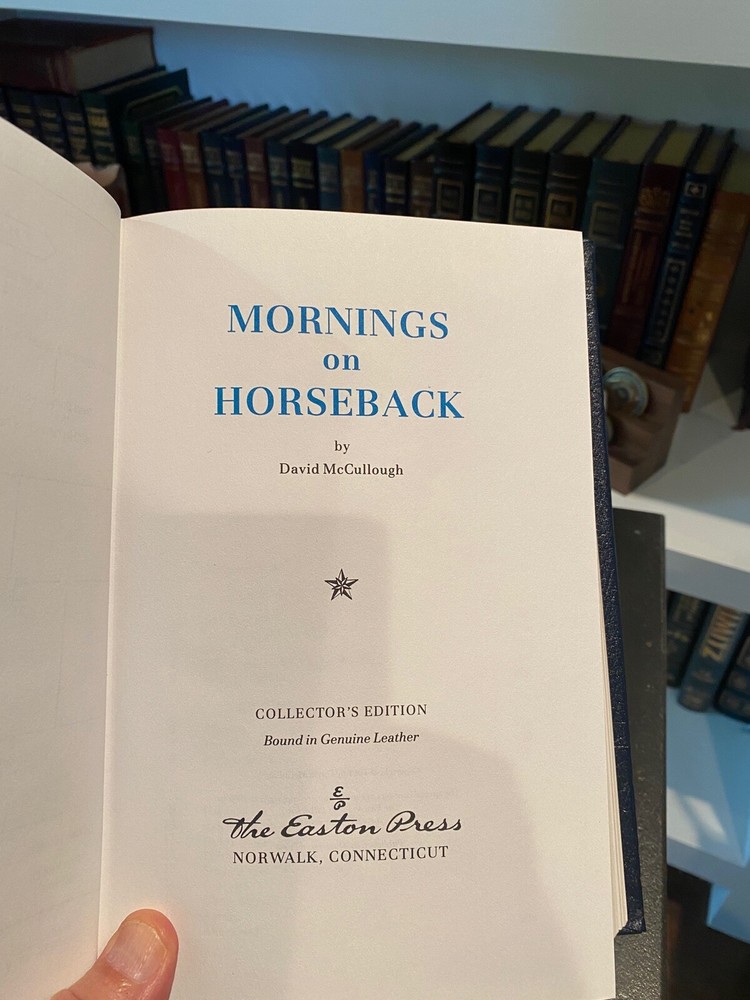 MORNINGS
on
HORSEBACK
by
David McCullough
COLLECTOR'S EDITION
Bound in Genuine Leather
E
P
The Easton Press
NORWALK, CONNECTICUT